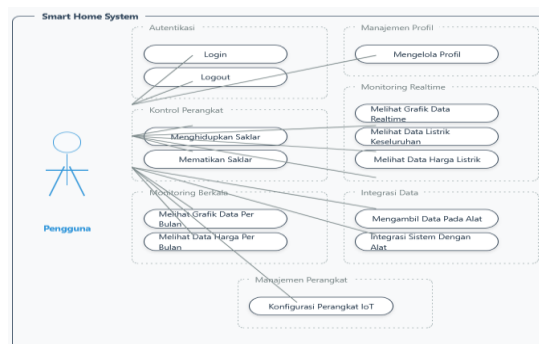 Smart Home System
Autentikasi
Login
Logout
Manajemen Profil
Mengelola Profil
Kontrol Perangkat
Menghidupkan Saklar
Mematikan Saklar
Monitoring Realtime
Melihat Grafik Data
Realtime
Melihat Data Listrik
Keseluruhan
Melihat Data Harga Listrik
Pengguna
Monitoring Berkala
Melihat Grafik Data Per
Bulan
Melihat Data Harga Per
Bulan
Integrasi Data
Mengambil Data Pada Alat
Integrasi Sistem Dengan
Alat
Manajemen Perangkat
Konfigurasi Perangkat IoT